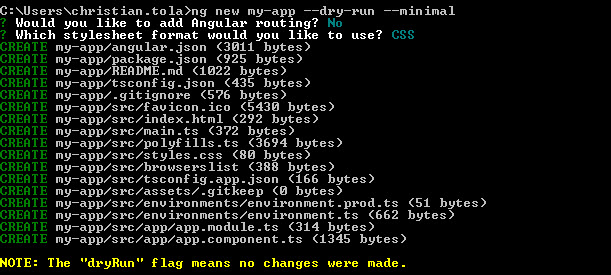 C:\Users\christian.tola>ng new my-app --dry-run --minimal
? Would you like to add Angular routing? No
? Which stylesheet format would you like to use? CSS
CREATE my-app/angular.json (3011 bytes)
CREATE my-app/package.json (925 bytes)
CREATE my-app/README.md (1022 bytes)
CREATE my-app/tsconfig.json (435 bytes)
CREATE my-app/.gitignore (576 bytes)
CREATE my-app/src/favicon.ico (5430 bytes)
CREATE my-app/src/index.html (292 bytes)
CREATE my-app/src/main.ts (372 bytes)
CREATE my-app/src/polyfills.ts (3694 bytes)
CREATE my-app/src/styles.css (80 bytes)
CREATE my-app/src/browserslist (388 bytes)
CREATE my-app/src/tsconfig.app.json (166 bytes)
CREATE my-app/src/assets/.gitkeep (0 bytes)
CREATE my-app/src/environments/environment.prod.ts (51 bytes)
CREATE my-app/src/environments/environment.ts (662 bytes)
CREATE my-app/src/app/app.module.ts (314 bytes)
CREATE my-app/src/app/app.component.ts (1345 bytes)
NOTE: The "dryRun" flag means no changes were made.